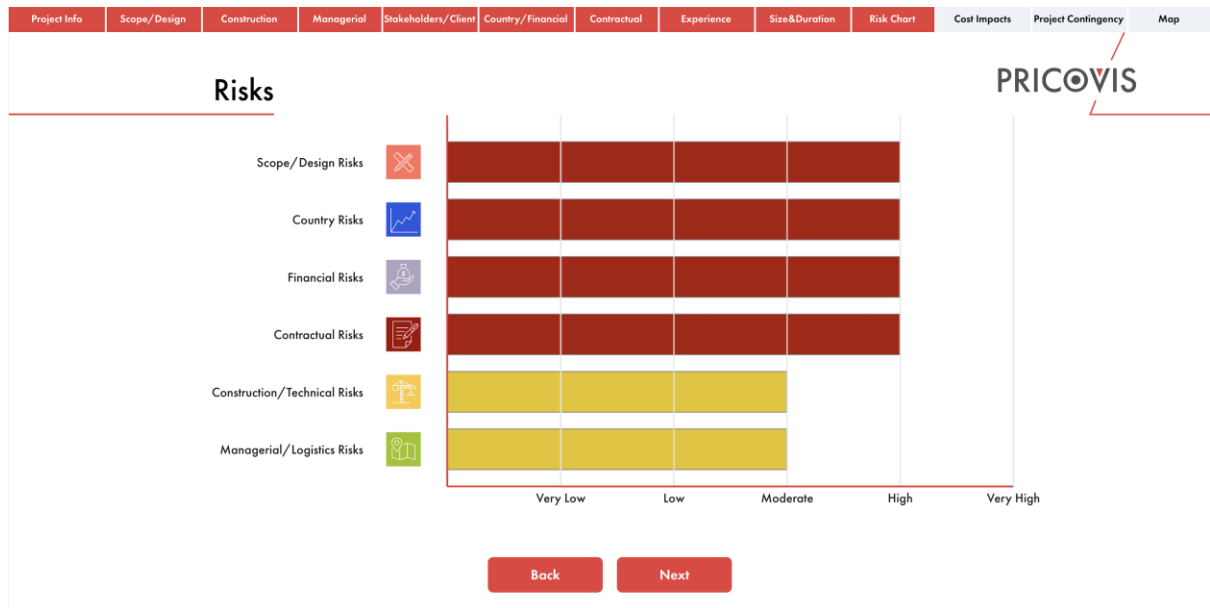 Project Info Scope/Design Construction Managerial Stakeholders/Client Country/Financial Contractual Experience Size&Duration Risk Chart Cost Impacts Project Contingency Map
PRICOVIS
Risks
Scope/Design Risks
Country Risks
Financial Risks
Contractual Risks
Construction/Technical Risks
Managerial/Logistics Risks
Very Low Low Moderate High Very High
Back Next